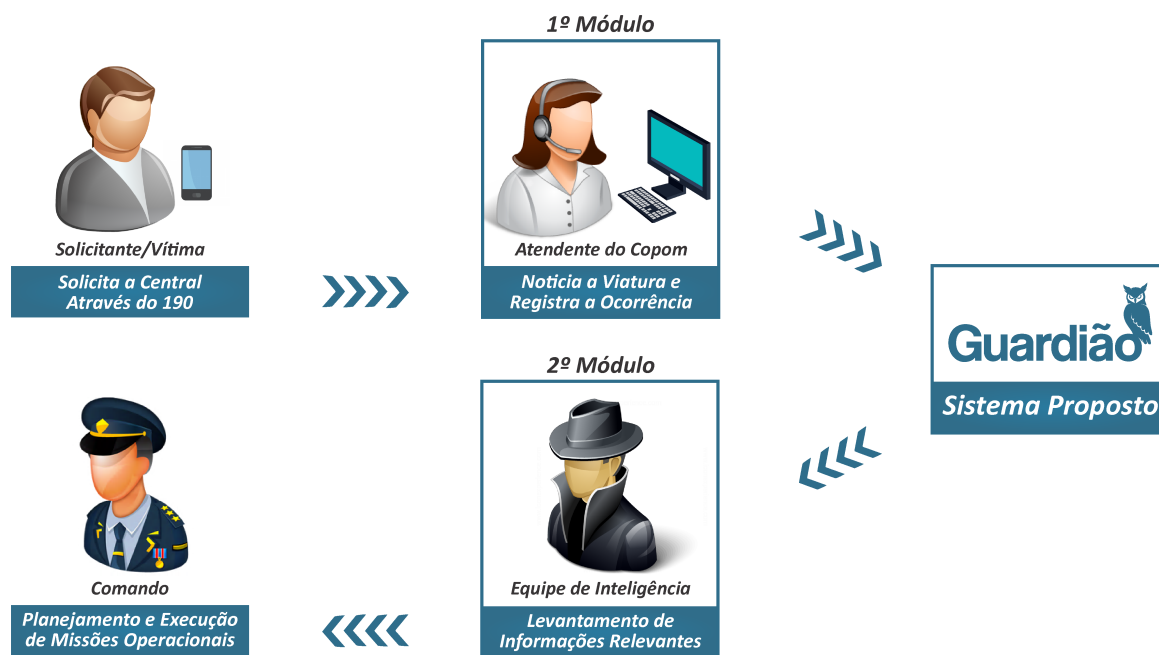 1º Módulo
Solicitante/Vítima
Solicita a Central
Através do 190
Atendente do Copom
Noticia a Viatura e
Registra a Ocorrência
Guardião
Sistema Proposto
2º Módulo
Equipe de Inteligência
Levantamento de
Informações Relevantes
Comando
Planejamento e Execução
de Missões Operacionais